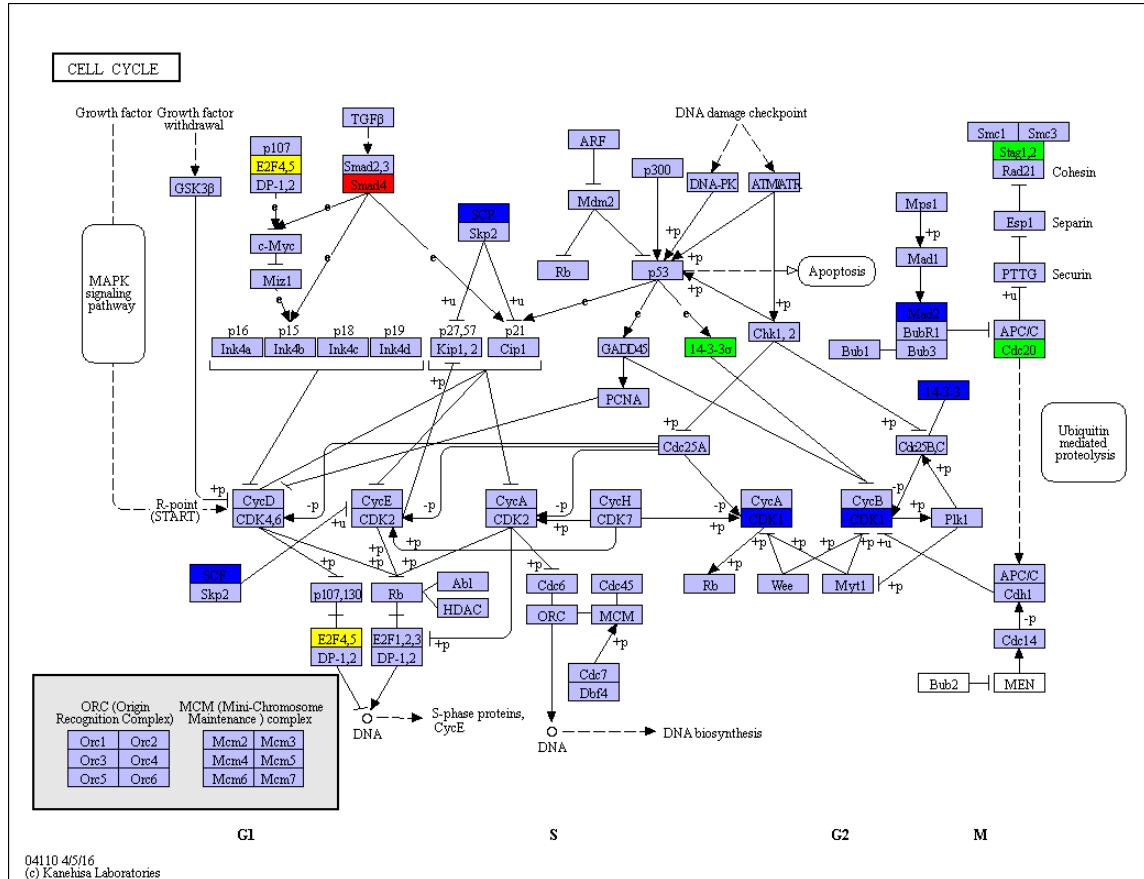 CELL CYCLE
Growth factor
Growth factor
withdrawal
TGFβ
DNA damage checkpoint
Smc1
Smc3
p107
ARF
Stag1,2
E2F4,5
Smad2,3
p300
Rad21
Cohesin
DP-1,2
Smad4
GSK3β
DNA-PK
ATM/ATR
Mdm2
Mps1
e
e
SCF
Skp2
+p
Esp1
Separin
c-Myc
Rb
p53
+p
+p
Apoptosis
Mad1
MAPK
signaling
pathway
Miz1
e
e
e
PTTG
Securin
e
+u
+u
e
e
+p
Mad2
+u
p16
p15
p18
p19
p27,57
p21
Chk1, 2
BubR1
APC/C
Ink4a
Ink4b
Ink4c
Ink4d
Kip1, 2
Cip1
GADD45
14-3-3σ
Bub1
Bub3
Cdc20
+p
PCNA
14-3-3
+p
+p
Cdc25A
Cdc25B,C
Ubiquitin
mediated
proteolysis
+p
+p
-p
R-point
(START)
CycD
-p
CycE
-p
CycA
-p
CycH
CycA
CycB
CDK4,6
+u
CDK2
CDK2
+p
CDK7
+p
CDK1
CDK1
+p
Plk1
+p
+p
+p
+p
+p
+p
+p
+p
+u
SCF
Skp2
p107,130
Rb
Abl
HDAC
Cdc6
Cdc45
Rb
Wee
Myt1
+p
APC/C
Cdh1
ORC
MCM
-p
E2F4,5
E2F1,2,3
+p
+p
Cdc14
DP-1,2
DP-1,2
Cdc7
Dbf4
Bub2
MEN
ORC (Origin
Recognition Complex)
MCM (Mini-Chromosome
Maintenance ) complex
DNA
S-phase proteins,
CycE
DNA
DNA biosynthesis
Orc1
Orc2
Mcm2
Mcm3
Orc3
Orc4
Mcm4
Mcm5
Orc5
Orc6
Mcm6
Mcm7
G1
S
G2
M
04110 4/5/16
(c) Kanehisa Laboratories